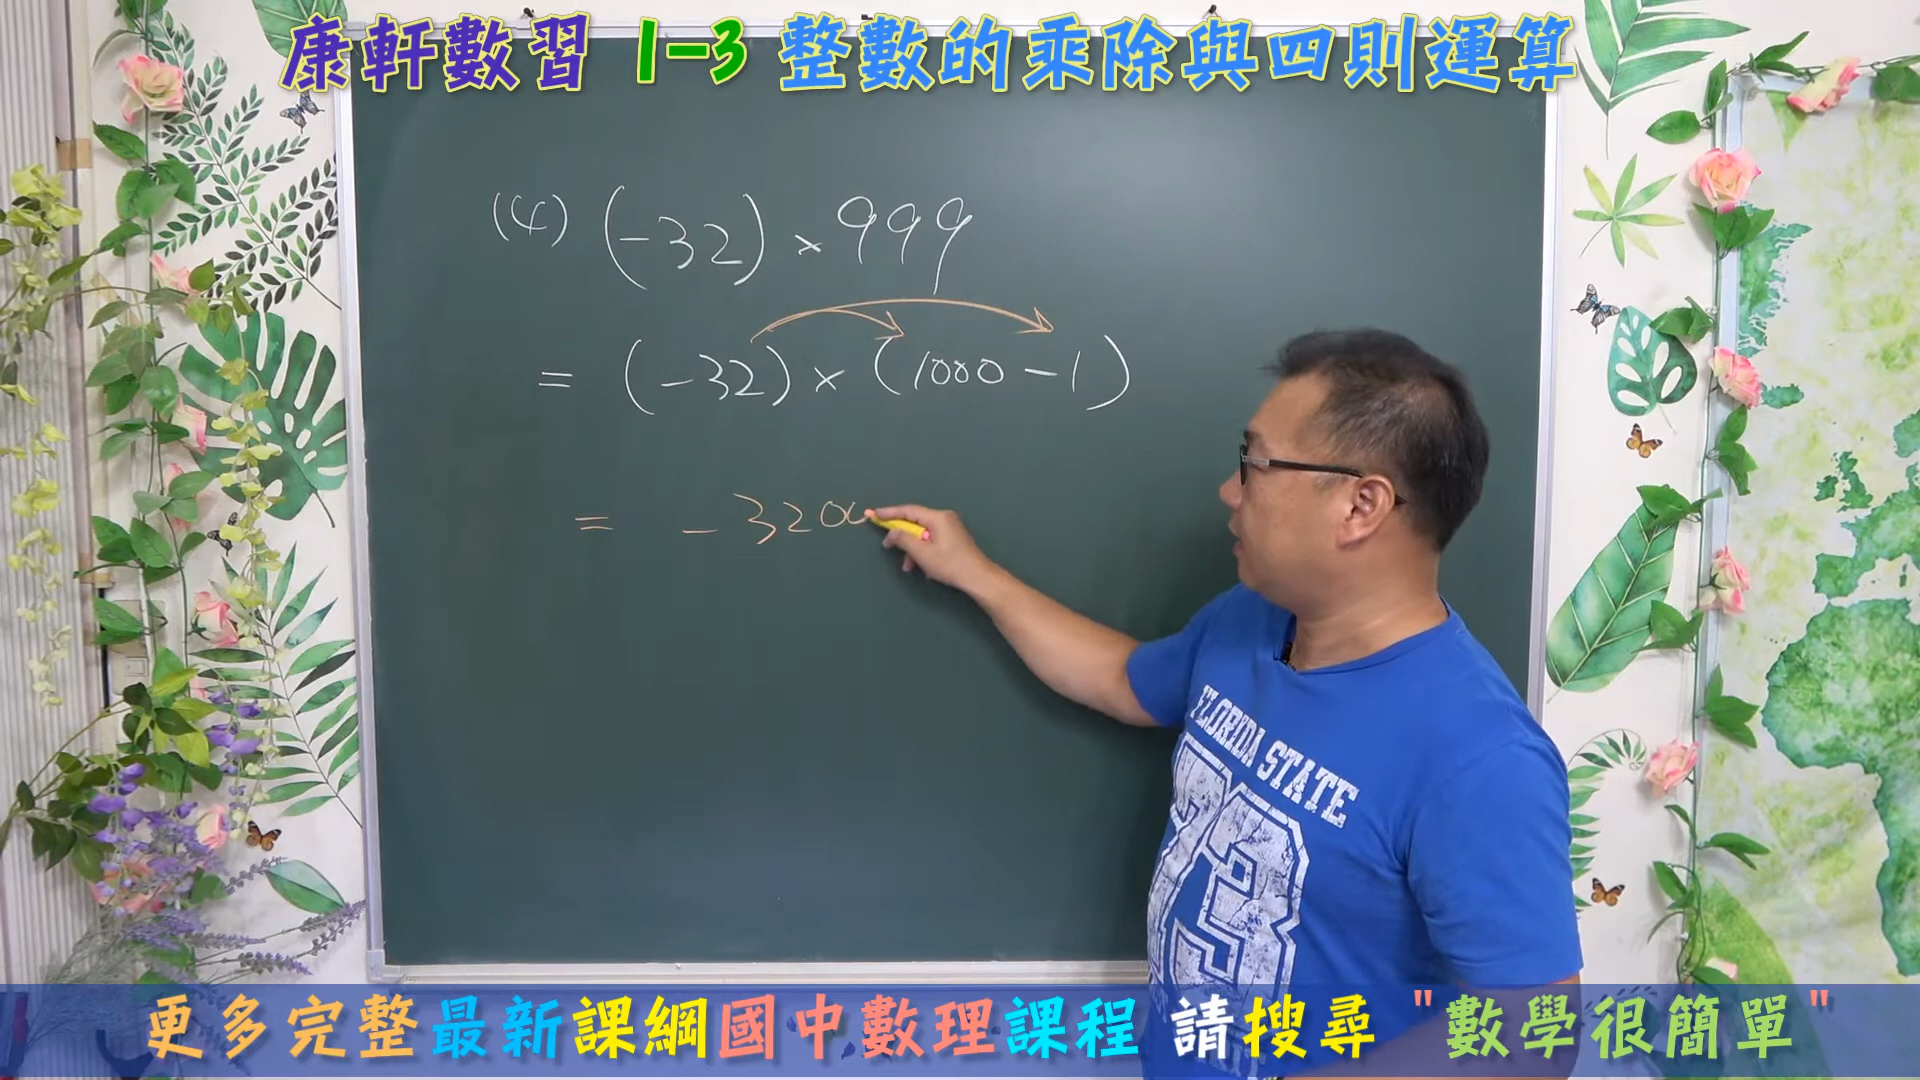 康軒數習 1-3 整數的乘除與四則運算
(4) (-32)×999
= (-32)×(1000-1)
= -3200
FLORIDA STATE
73
更多完整最新課綱國中數理課程 請搜尋 "數學很簡單"